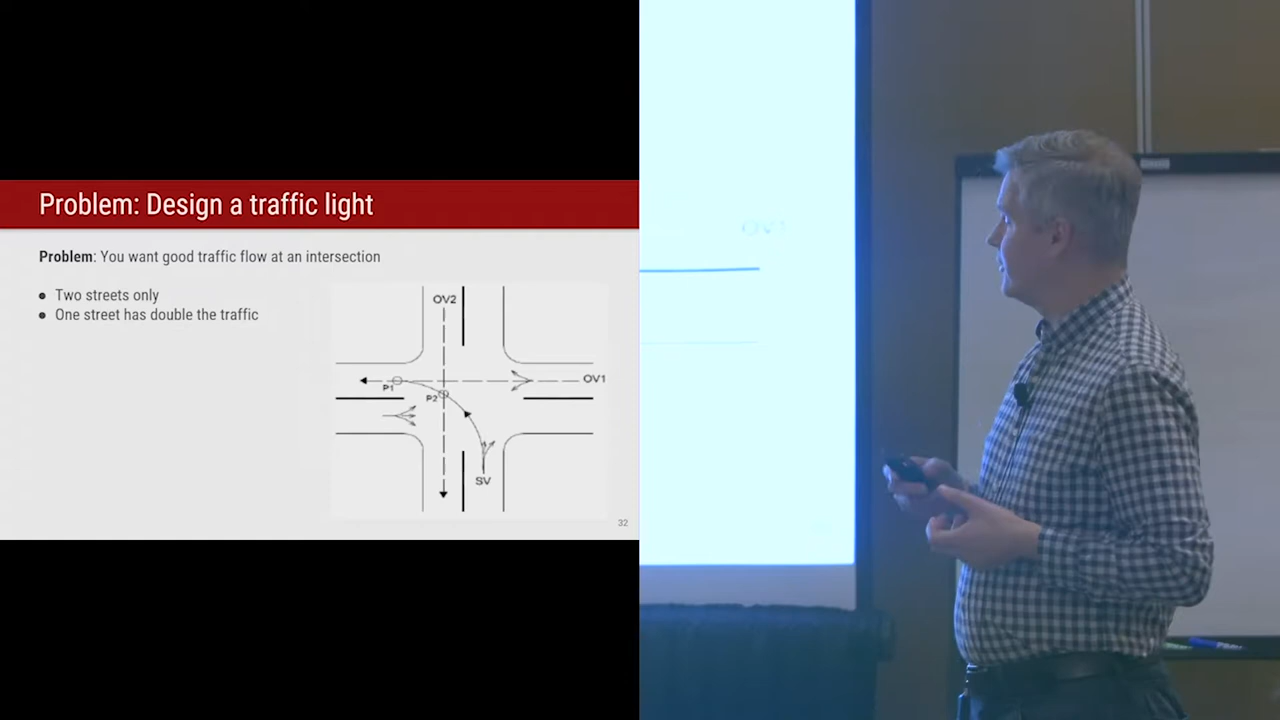 Problem: Design a traffic light
Problem: You want good traffic flow at an intersection
● Two streets only
● One street has double the traffic
OV2
OV1
P1
P2
SV
32
OV1